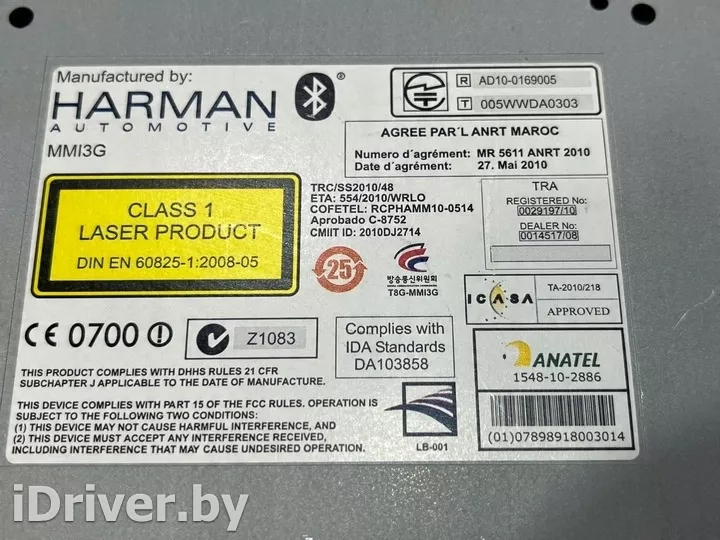 Manufactured by:
HARMAN
AUTOMOTIVE
MMI3G
®
R AD10-0169005
T 005WWDA0303
AGREE PAR´L ANRT MAROC
Numero d'agrément: MR 5611 ANRT 2010
Date d'agrément: 27. Mai 2010
CLASS 1
LASER PRODUCT
DIN EN 60825-1:2008-05
TRC/SS2010/48
ETA: 554/2010/WRLO
COFETEL: RCPHAMM10-0514
Aprobado C-8752
CMIIT ID: 2010DJ2714
TRA
REGISTERED No:
0029197/10
DEALER No:
0014517/08
25
방송통신위원회
T8G-MMI3G
ICASA
TA-2010/218
APPROVED
CE 0700
N
Z1083
Complies with
IDA Standards
DA103858
ANATEL
1548-10-2886
(01)07898918003014
THIS PRODUCT COMPLIES WITH DHHS RULES 21 CFR
SUBCHAPTER J APPLICABLE TO THE DATE OF MANUFACTURE.
THIS DEVICE COMPLIES WITH PART 15 OF THE FCC RULES. OPERATION IS
SUBJECT TO THE FOLLOWING TWO CONDITIONS:
(1) THIS DEVICE MAY NOT CAUSE HARMFUL INTERFERENCE, AND
(2) THIS DEVICE MUST ACCEPT ANY INTERFERENCE RECEIVED,
INCLUDING INTERFERENCE THAT MAY CAUSE UNDESIRED OPERATION.
LB-001
iDriver.by